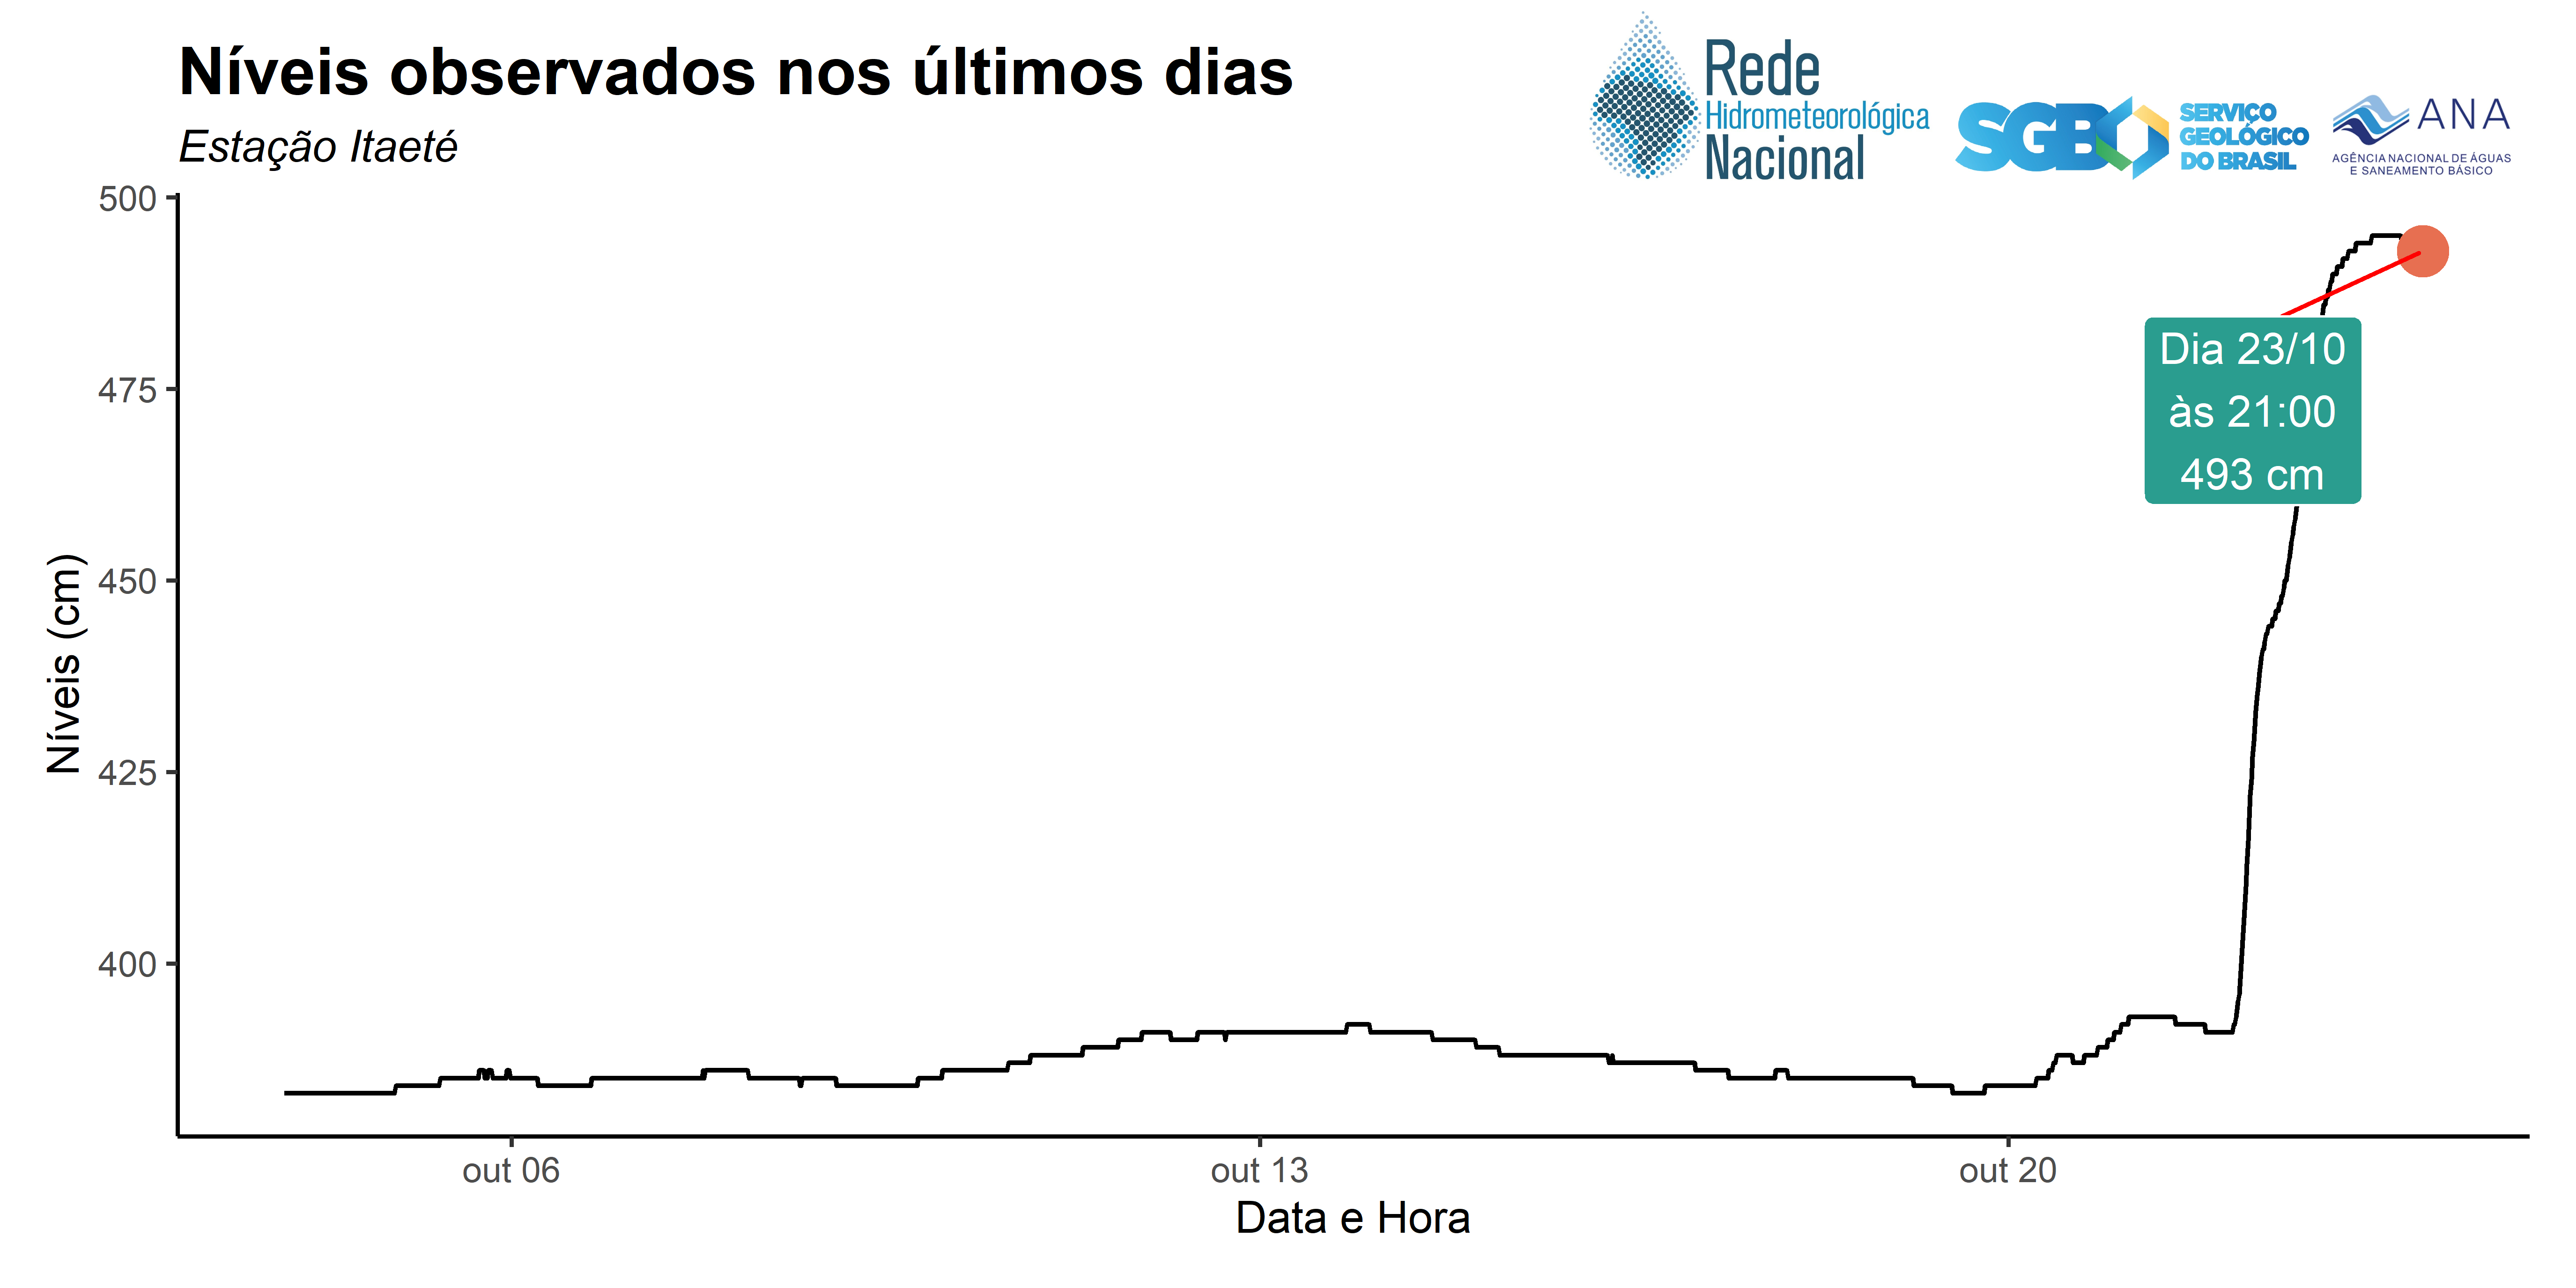 Níveis observados nos últimos dias
Estação Itaeté
Rede
Hidrometeorológica
Nacional
SGB
SERVIÇO
GEOLÓGICO
DO BRASIL
ANA
AGÊNCIA NACIONAL DE ÁGUAS
E SANEAMENTO BÁSICO
500
475
450
425
400
Níveis (cm)
Dia 23/10
às 21:00
493 cm
out 06
out 13
out 20
Data e Hora